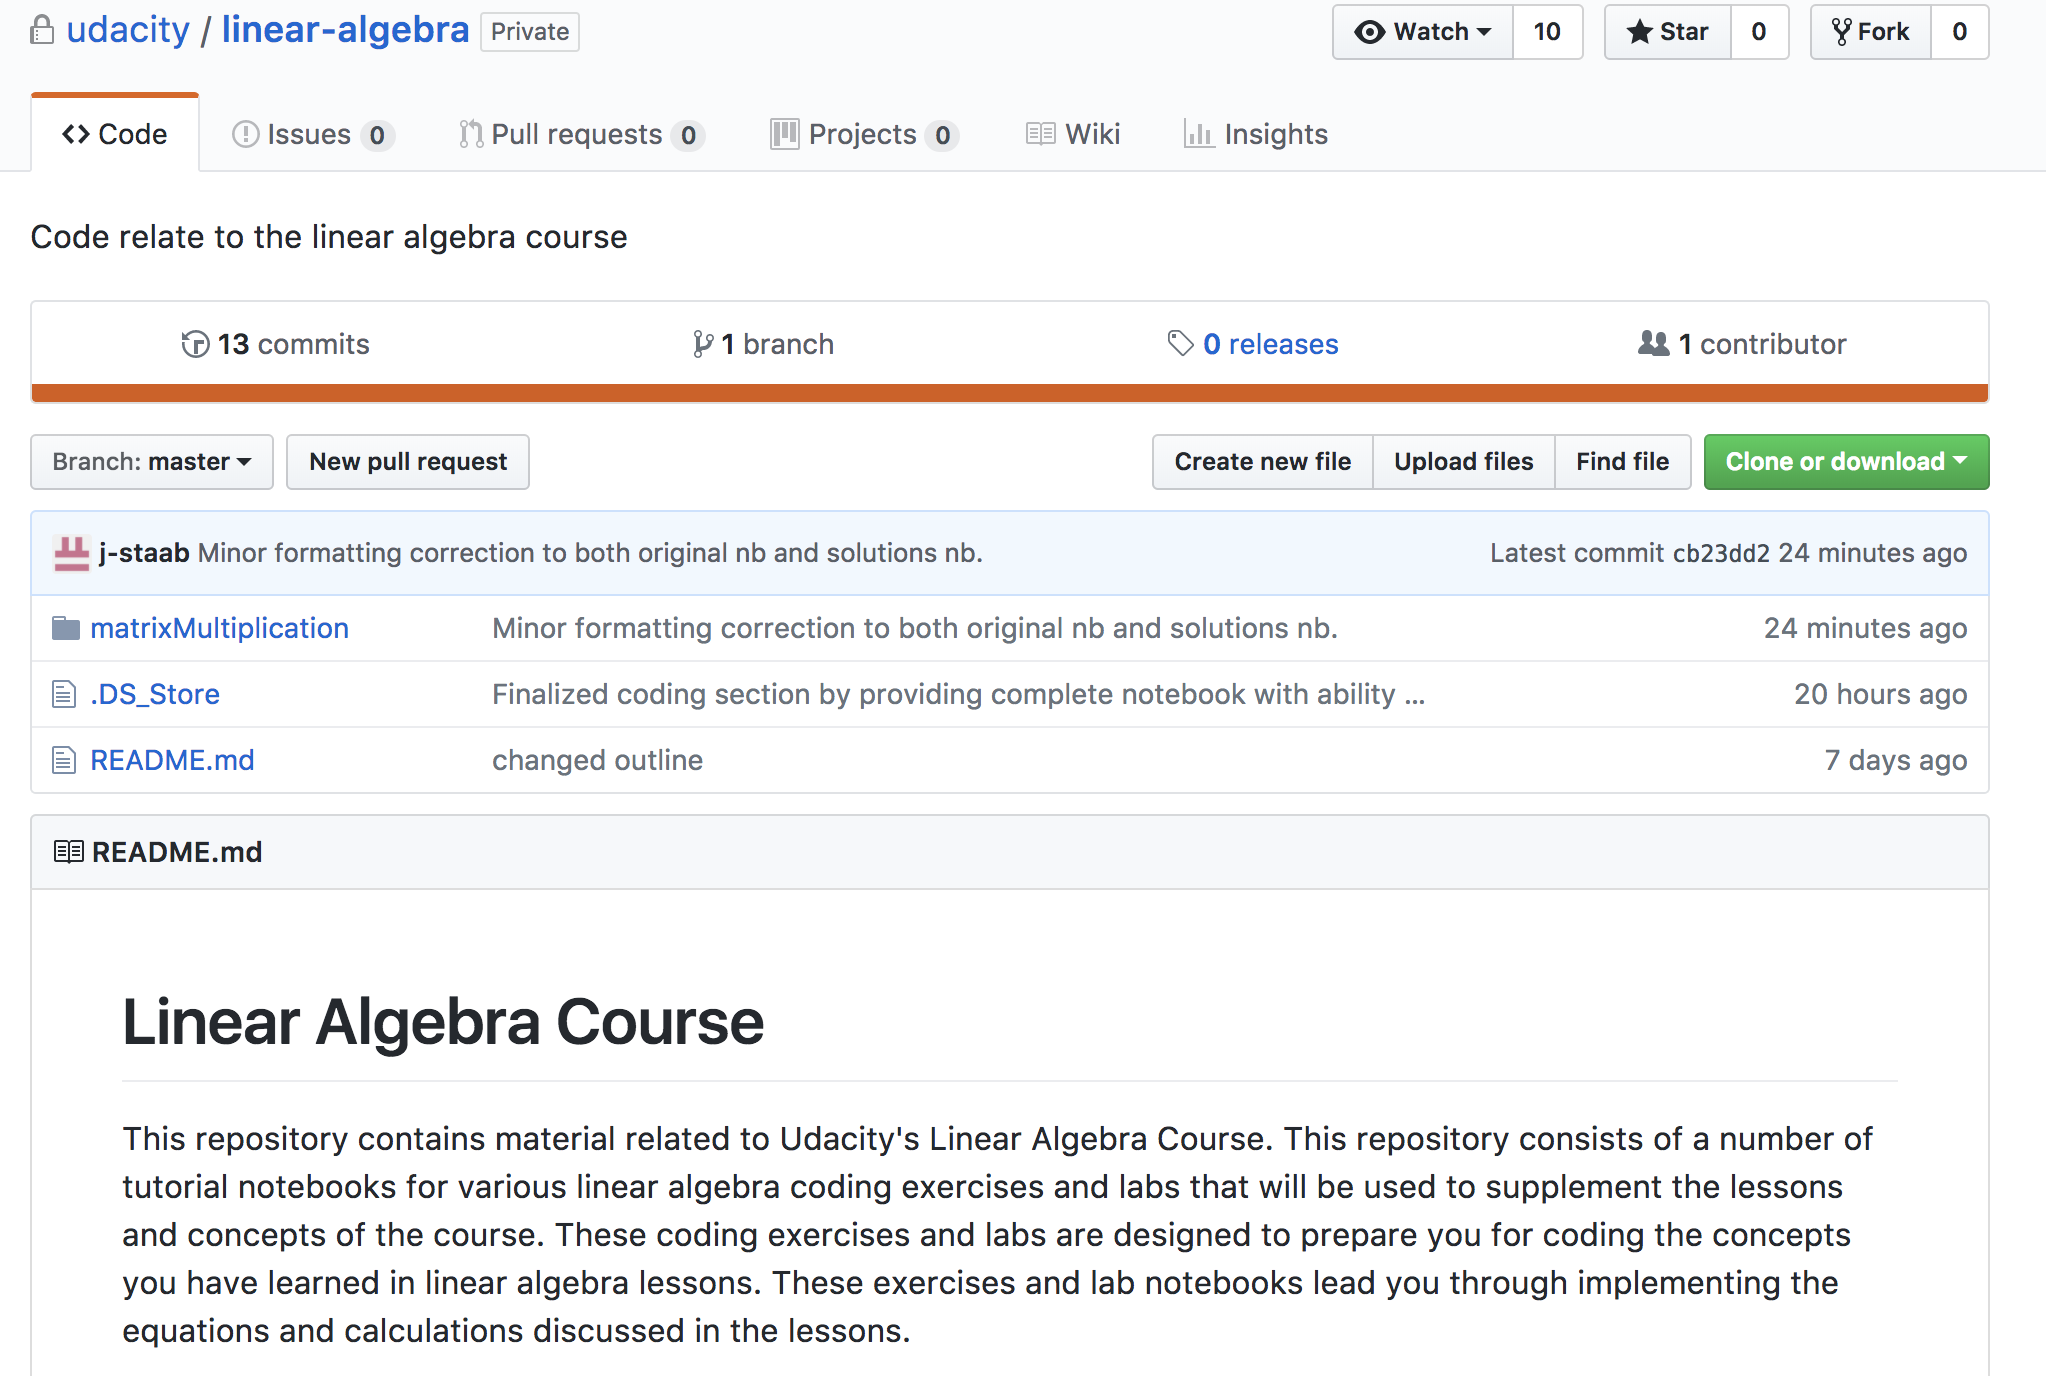 udacity / linear-algebra Private Watch 10 Star 0 Fork 0
Code Issues 0 Pull requests 0 Projects 0 Wiki Insights
Code relate to the linear algebra course
13 commits 1 branch 0 releases 1 contributor
Branch: master New pull request Create new file Upload files Find file Clone or download
j-staab Minor formatting correction to both original nb and solutions nb. Latest commit cb23dd2 24 minutes ago
matrixMultiplication Minor formatting correction to both original nb and solutions nb. 24 minutes ago
.DS_Store Finalized coding section by providing complete notebook with ability ... 20 hours ago
README.md changed outline 7 days ago
README.md
Linear Algebra Course
This repository contains material related to Udacity's Linear Algebra Course. This repository consists of a number of
tutorial notebooks for various linear algebra coding exercises and labs that will be used to supplement the lessons
and concepts of the course. These coding exercises and labs are designed to prepare you for coding the concepts
you have learned in linear algebra lessons. These exercises and lab notebooks lead you through implementing the
equations and calculations discussed in the lessons.